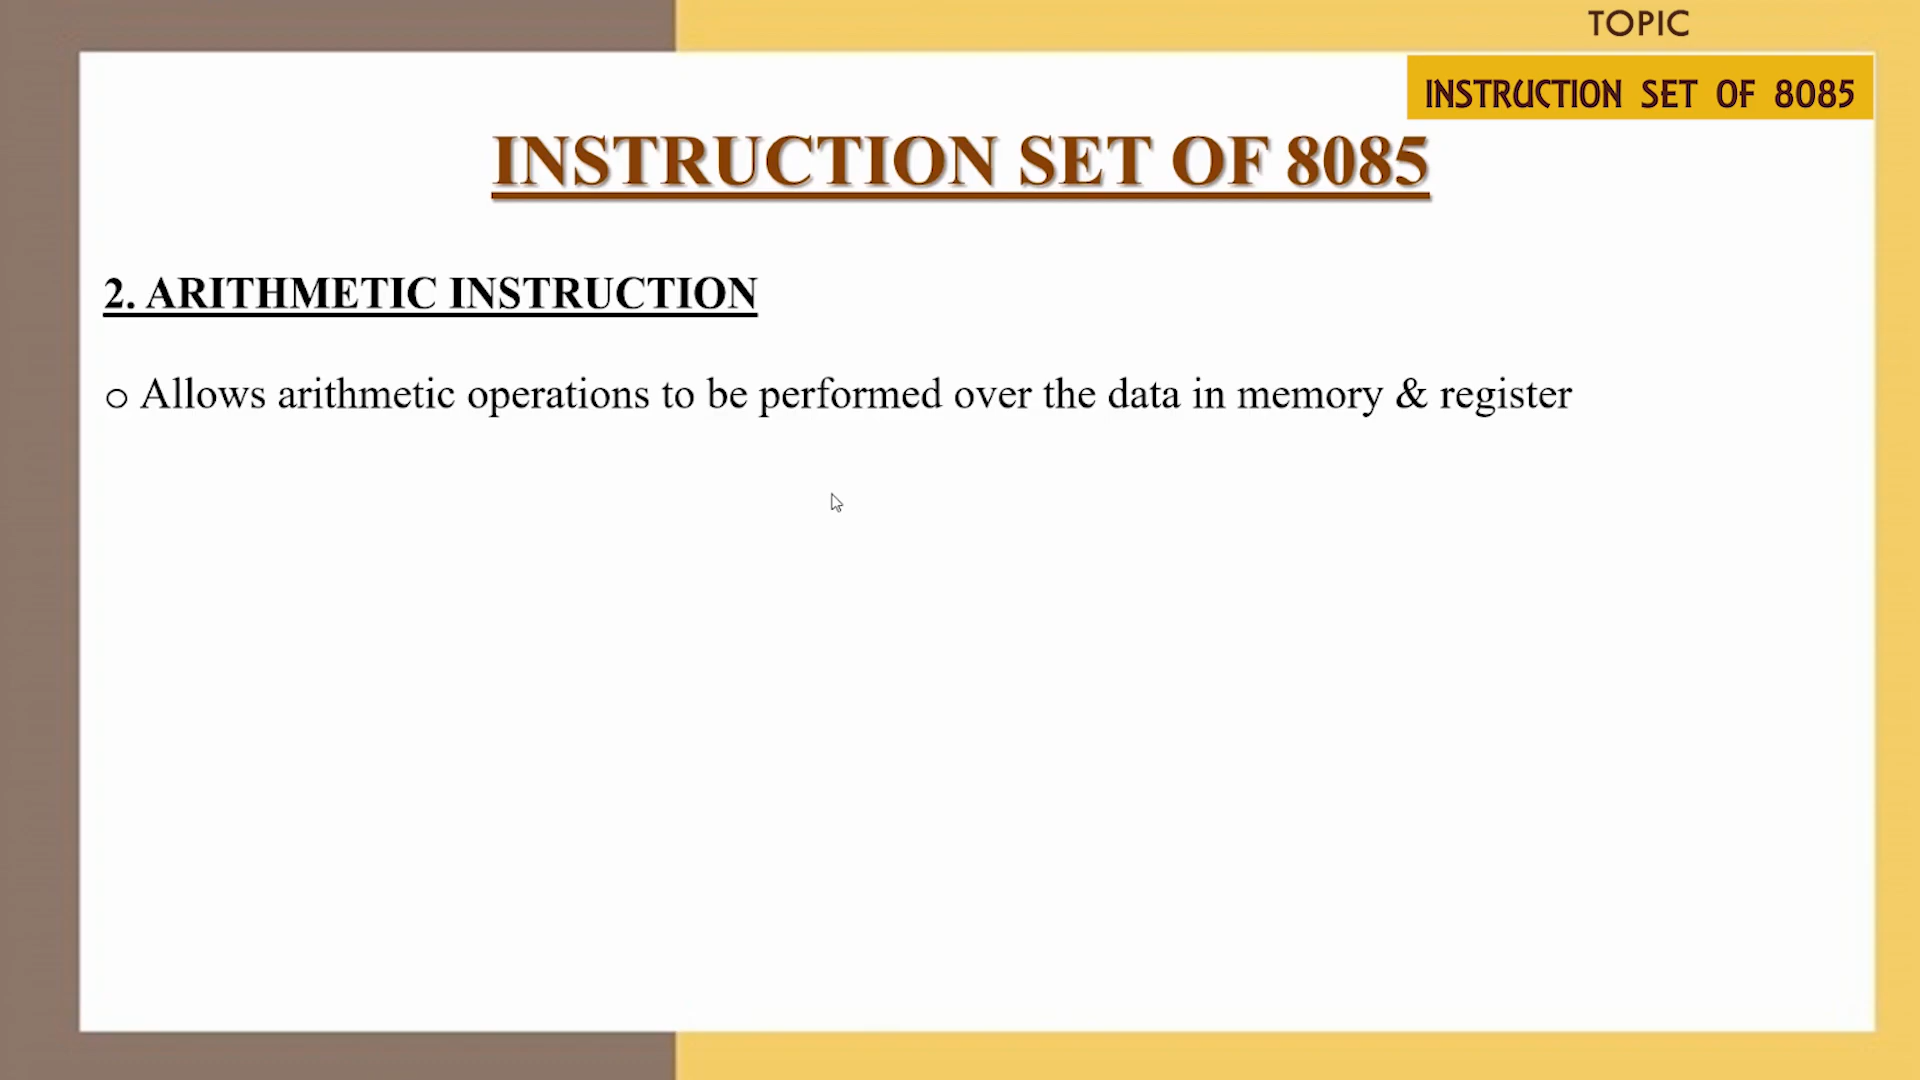 TOPIC
INSTRUCTION SET OF 8085
INSTRUCTION SET OF 8085
2. ARITHMETIC INSTRUCTION
o Allows arithmetic operations to be performed over the data in memory & register